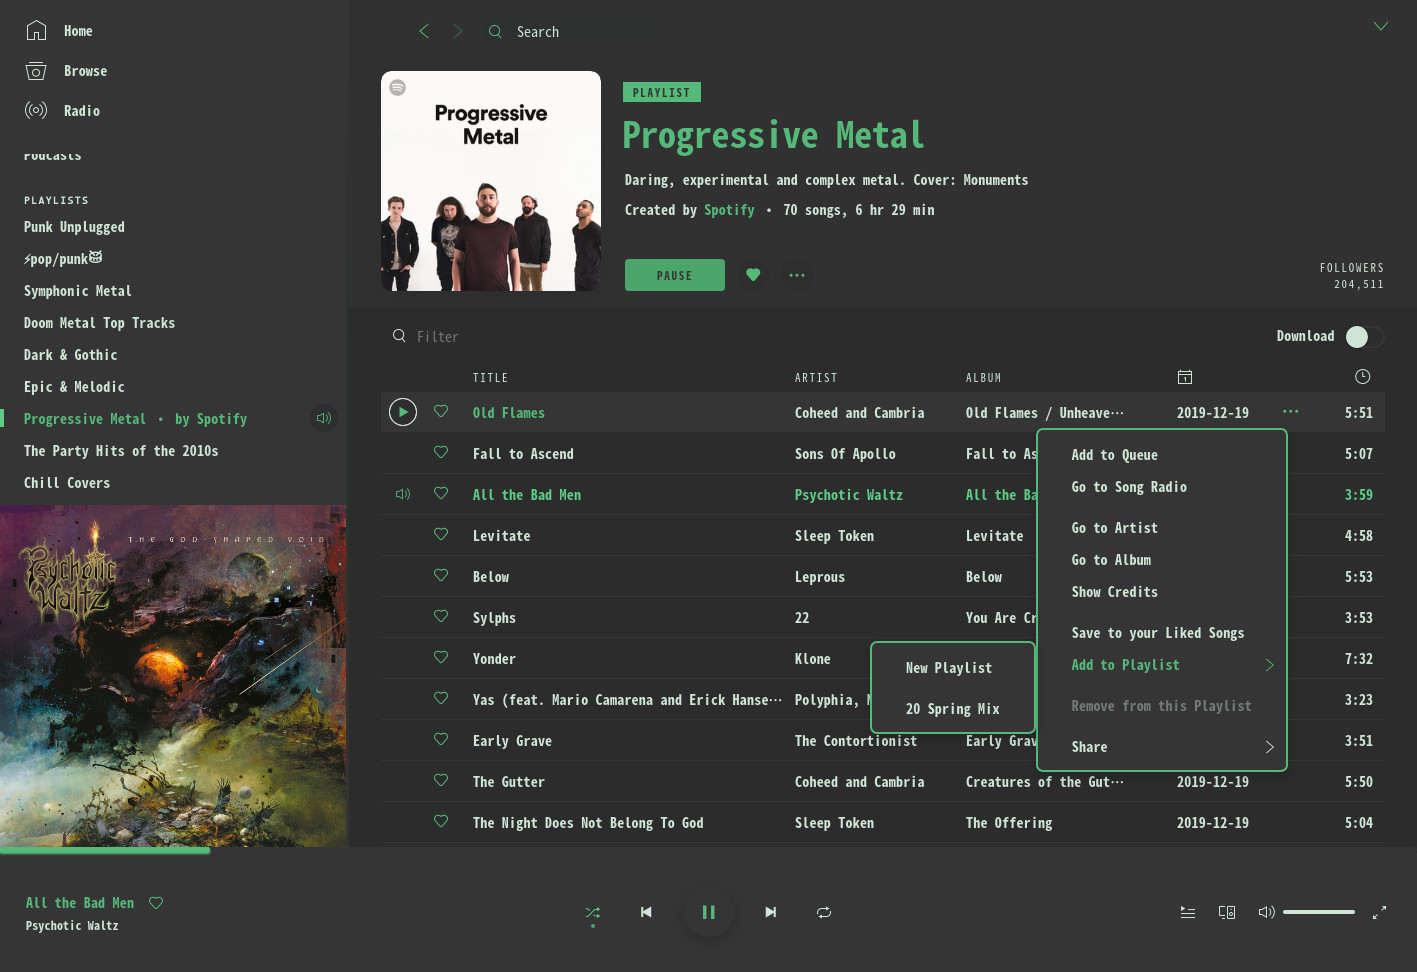 Home
Browse
Radio
Podcasts
PLAYLISTS
Punk Unplugged
⚡pop/punk
Symphonic Metal
Doom Metal Top Tracks
Dark & Gothic
Epic & Melodic
Progressive Metal • by Spotify
The Party Hits of the 2010s
Chill Covers
THE GOD-SHAPED VOID
Psychotic
Waltz
Search
Progressive
Metal
PLAYLIST
Progressive Metal
Daring, experimental and complex metal. Cover: Monuments
Created by Spotify • 70 songs, 6 hr 29 min
PAUSE
FOLLOWERS
204,511
Filter
Download
TITLE ARTIST ALBUM
Old Flames Coheed and Cambria Old Flames / Unheave… 2019-12-19 5:51
Fall to Ascend Sons Of Apollo Fall to As 5:07
All the Bad Men Psychotic Waltz All the Ba 3:59
Levitate Sleep Token Levitate 4:58
Below Leprous Below 5:53
Sylphs 22 You Are Cr 3:53
Yonder Klone 7:32
Yas (feat. Mario Camarena and Erick Hanse… Polyphia, 3:23
Early Grave The Contortionist Early Grav 3:51
The Gutter Coheed and Cambria Creatures of the Gut… 2019-12-19 5:50
The Night Does Not Belong To God Sleep Token The Offering 2019-12-19 5:04
Add to Queue
Go to Song Radio
Go to Artist
Go to Album
Show Credits
Save to your Liked Songs
Add to Playlist
Remove from this Playlist
Share
New Playlist
20 Spring Mix
All the Bad Men
Psychotic Waltz